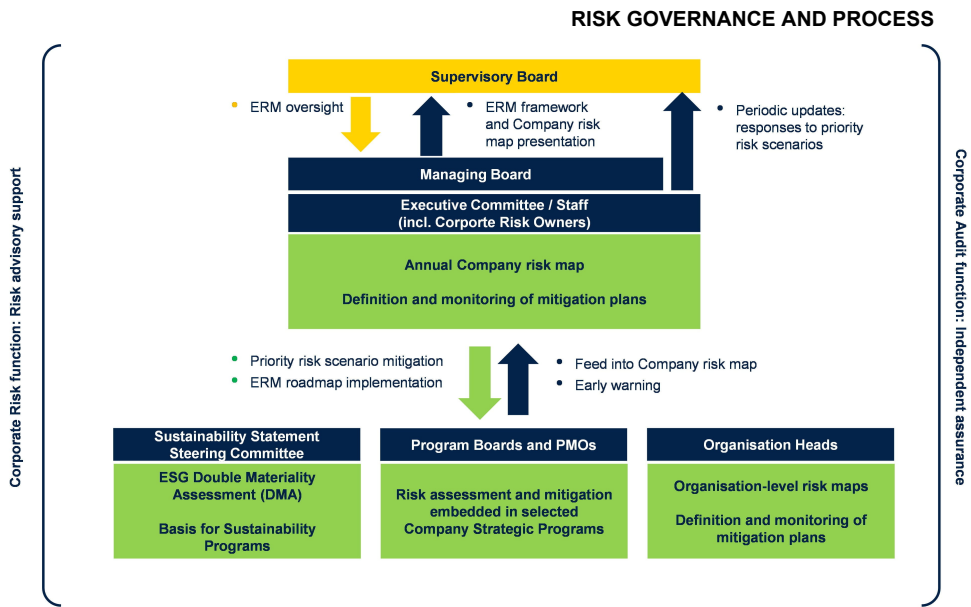 RISK GOVERNANCE AND PROCESS
Corporate Risk function: Risk advisory support
Supervisory Board
• ERM oversight
• ERM framework
and Company risk
map presentation
• Periodic updates:
responses to priority
risk scenarios
Managing Board
Executive Committee / Staff
(incl. Corporte Risk Owners)
Annual Company risk map
Definition and monitoring of mitigation plans
• Priority risk scenario mitigation
• ERM roadmap implementation
• Feed into Company risk map
• Early warning
Sustainability Statement
Steering Committee
ESG Double Materiality
Assessment (DMA)
Basis for Sustainability
Programs
Program Boards and PMOs
Risk assessment and mitigation
embedded in selected
Company Strategic Programs
Organisation Heads
Organisation-level risk maps
Definition and monitoring of
mitigation plans
Corporate Audit function: Independent assurance